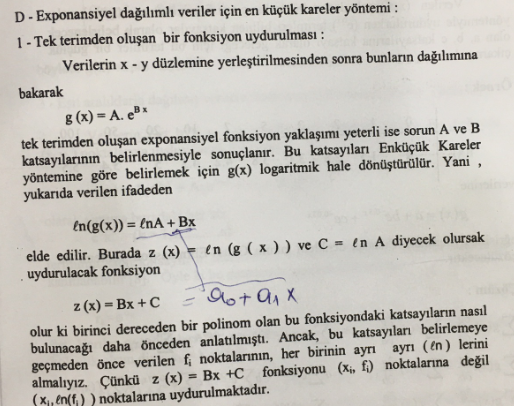 D - Exponansiyel dağılımlı veriler için en küçük kareler yöntemi :
1 - Tek terimden oluşan bir fonksiyon uydurulması :
Verilerin x - y düzlemine yerleştirilmesinden sonra bunların dağılımına
bakarak
g (x) = A. e^{B x}
tek terimden oluşan exponansiyel fonksiyon yaklaşımı yeterli ise sorun A ve B
katsayılarının belirlenmesiyle sonuçlanır. Bu katsayıları Enküçük Kareler
yöntemine göre belirlemek için g(x) logaritmik hale dönüştürülür. Yani ,
yukarıda verilen ifadeden
ℓn(g(x)) = ℓnA + Bx
elde edilir. Burada z (x) = ℓn (g ( x ) ) ve C = ℓn A diyecek olursak
uydurulacak fonksiyon
z (x) = Bx + C = a₀ + a₁ x
olur ki birinci dereceden bir polinom olan bu fonksiyondaki katsayıların nasıl
bulunacağı daha önceden anlatılmıştı. Ancak, bu katsayıları belirlemeye
geçmeden önce verilen fᵢ noktalarının, her birinin ayrı ayrı (ℓn) lerini
almalıyız. Çünkü z (x) = Bx +C fonksiyonu (xᵢ, fᵢ) noktalarına değil
( xᵢ, ℓn(fᵢ ) ) noktalarına uydurulmaktadır.